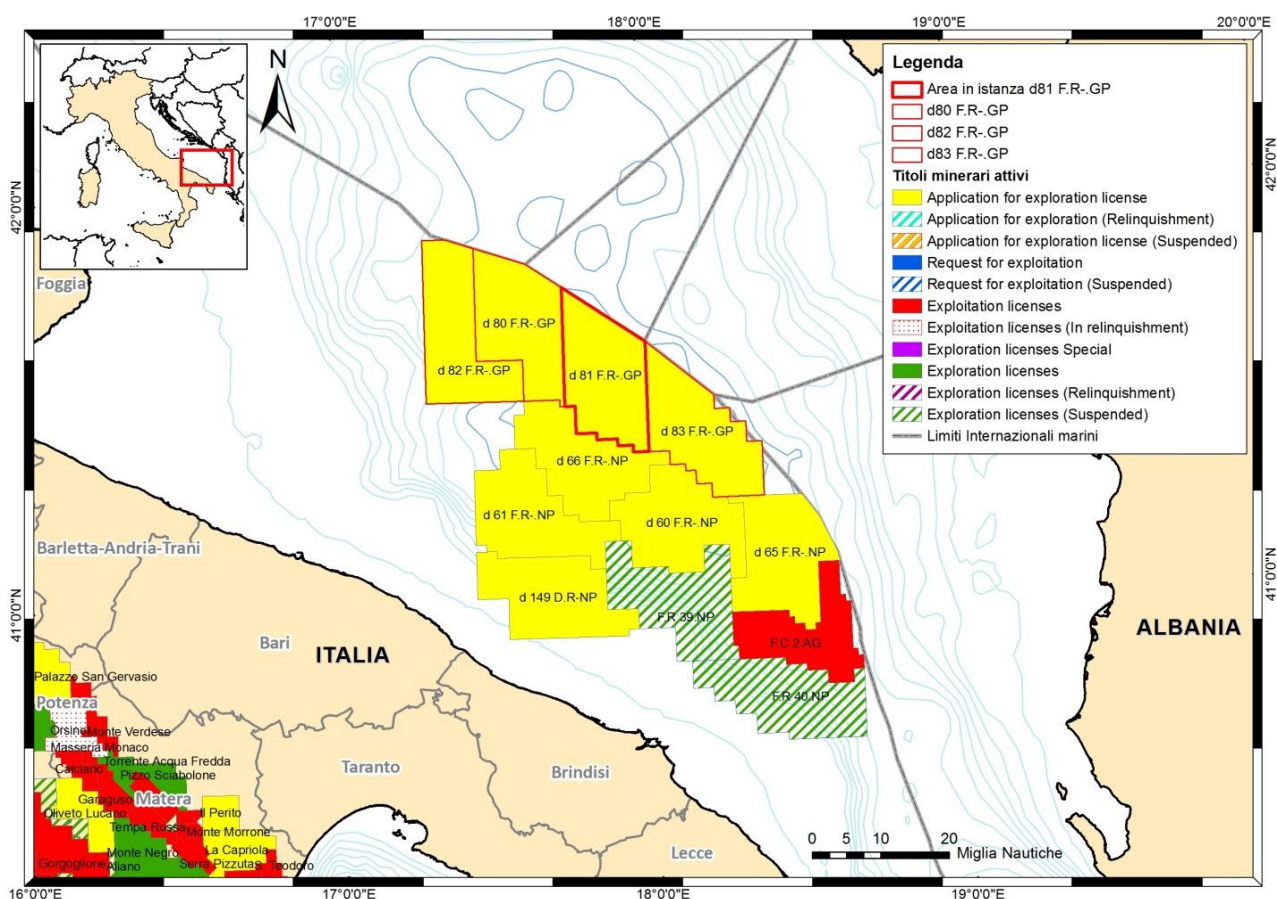 17°0'0"E
18°0'0"E
19°0'0"E
20°0'0"E
N
Legenda
Area in istanza d81 F.R-.GP
d80 F.R-.GP
d82 F.R-.GP
d83 F.R-.GP
Titoli minerari attivi
Application for exploration license
Application for exploration (Relinquishment)
Application for exploration license (Suspended)
Request for exploitation
Request for exploitation (Suspended)
Exploitation licenses
Exploitation licenses (In relinquishment)
Exploration licenses Special
Exploration licenses
Exploration licenses (Relinquishment)
Exploration licenses (Suspended)
Limiti Internazionali marini
42°0'0"N
42°0'0"N
Foggia
d 80 F.R-.GP
d 82 F.R-.GP
d 81 F.R-.GP
d 83 F.R-.GP
d 66 F.R-.NP
d 61 F.R-.NP
d 60 F.R-.NP
d 65 F.R-.NP
Barletta-Andria-Trani
d 149 D.R-NP
F.R 39.NP
F.C 2.AG
F.R 40.NP
41°0'0"N
41°0'0"N
Bari
ITALIA
ALBANIA
Palazzo San Gervasio
Potenza
Orsino
Monte Verdese
Masseria Monaco
Torrente Acqua Fredda
Calciano
Pizzo Sciabolone
Taranto
Brindisi
Garaguso
Matera
Oliveto Lucano
Il Perito
Tempa Rossa
Monte Morrone
La Capriola
Monte Negro
Gorgoglione
Aliano
Serra Pizzuta
S. Teodoro
Lecce
0 5 10 20
Miglia Nautiche
16°0'0"E
17°0'0"E
18°0'0"E
19°0'0"E